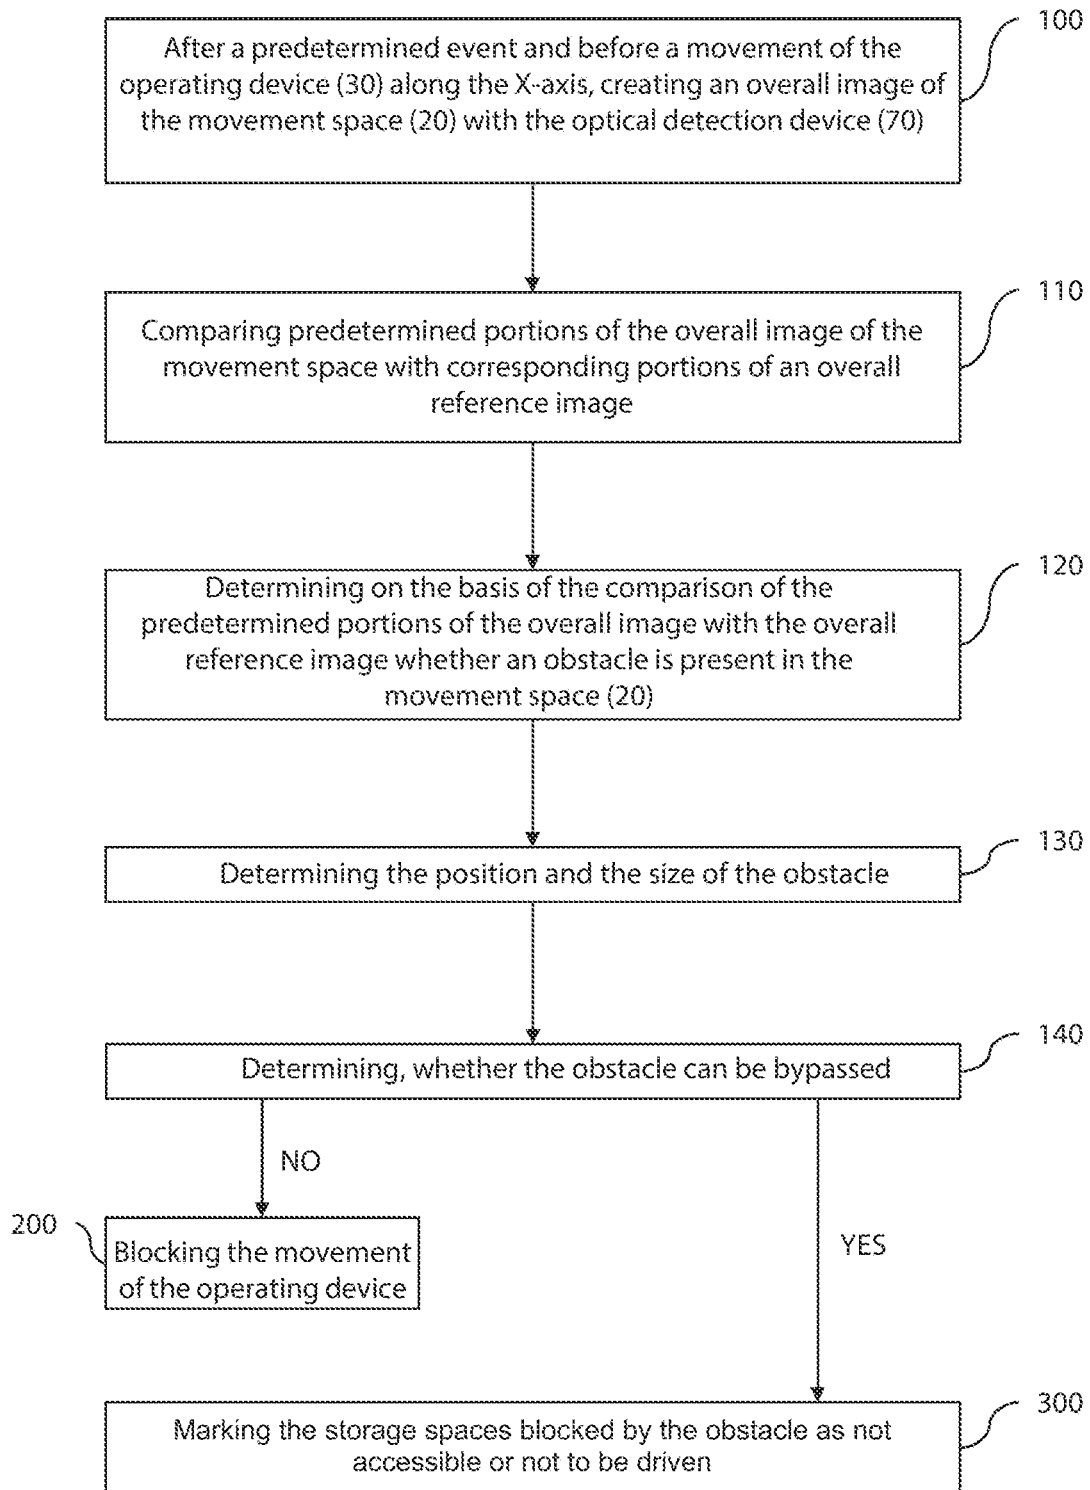 After a predetermined event and before a movement of the
operating device (30) along the X-axis, creating an overall image of
the movement space (20) with the optical detection device (70)
100
Comparing predetermined portions of the overall image of the
movement space with corresponding portions of an overall
reference image
110
Determining on the basis of the comparison of the
predetermined portions of the overall image with the overall
reference image whether an obstacle is present in the
movement space (20)
120
Determining the position and the size of the obstacle
130
Determining, whether the obstacle can be bypassed
140
NO
YES
200
Blocking the movement
of the operating device
Marking the storage spaces blocked by the obstacle as not
accessible or not to be driven
300